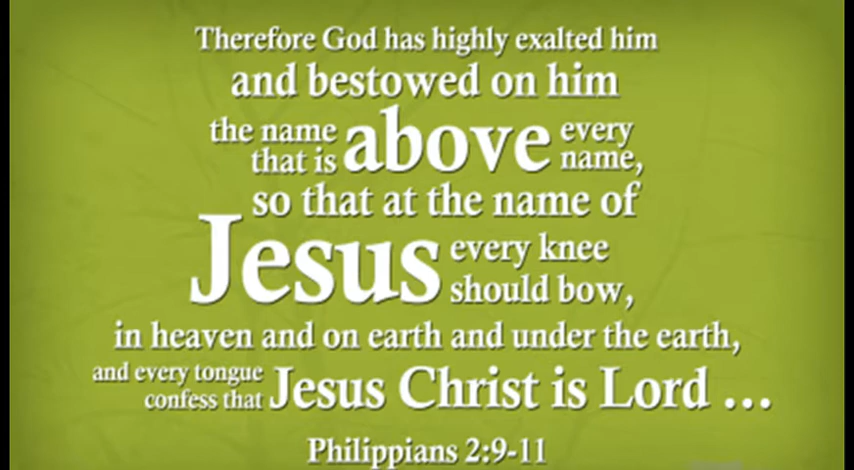 Therefore God has highly exalted him
and bestowed on him
the name
that is
above
every
name,
so that at the name of
Jesus
every knee
should bow,
in heaven and on earth and under the earth,
and every tongue
confess that
Jesus Christ is Lord ...
Philippians 2:9-11